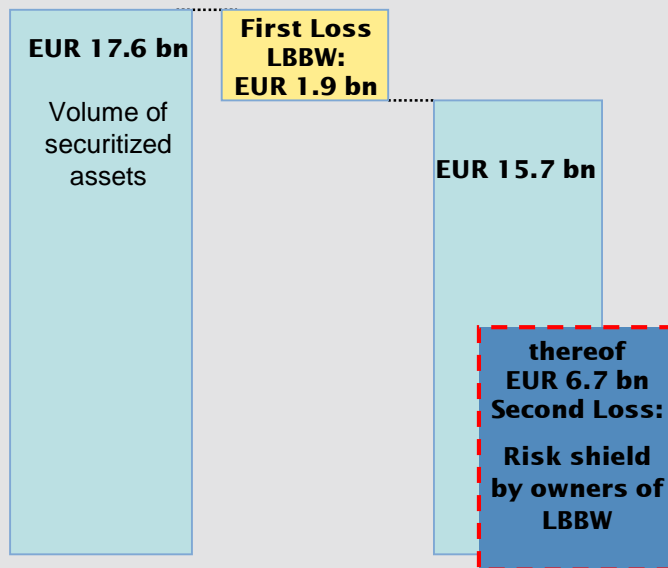 EUR 17.6 bn
Volume of
securitized
assets
First Loss
LBBW:
EUR 1.9 bn
EUR 15.7 bn
thereof
EUR 6.7 bn
Second Loss:
Risk shield
by owners of
LBBW